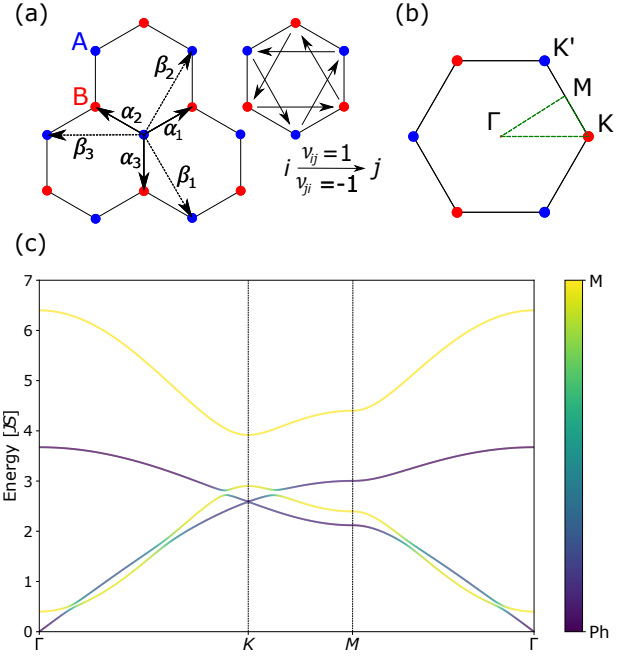 (a)
A
B
β₂
α₂
α₁
β₃
α₃
β₁
i νᵢⱼ = 1 j
νⱼᵢ = -1
(b)
K'
M
Γ
K
(c)
Energy [JS]
7
6
5
4
3
2
1
0
Γ
K
M
Γ
M
Ph